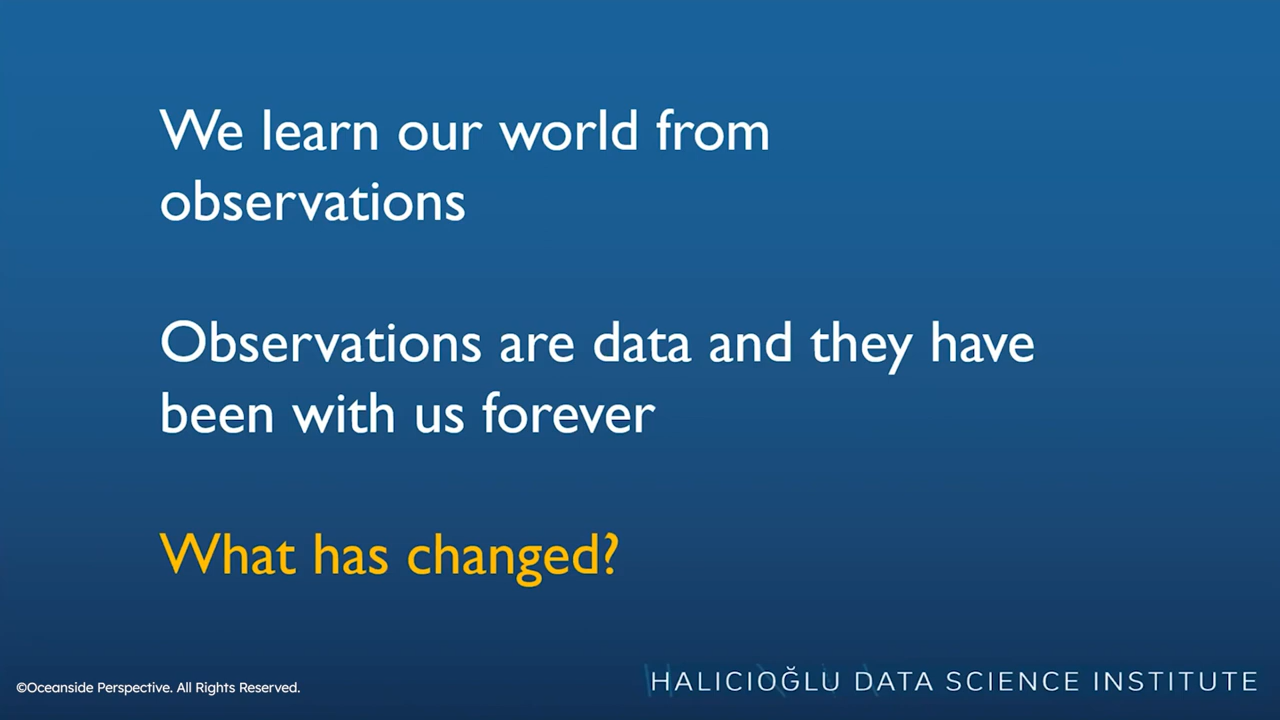 We learn our world from
observations
Observations are data and they have
been with us forever
What has changed?
©Oceanside Perspective. All Rights Reserved.
HALICIOĞLU DATA SCIENCE INSTITUTE